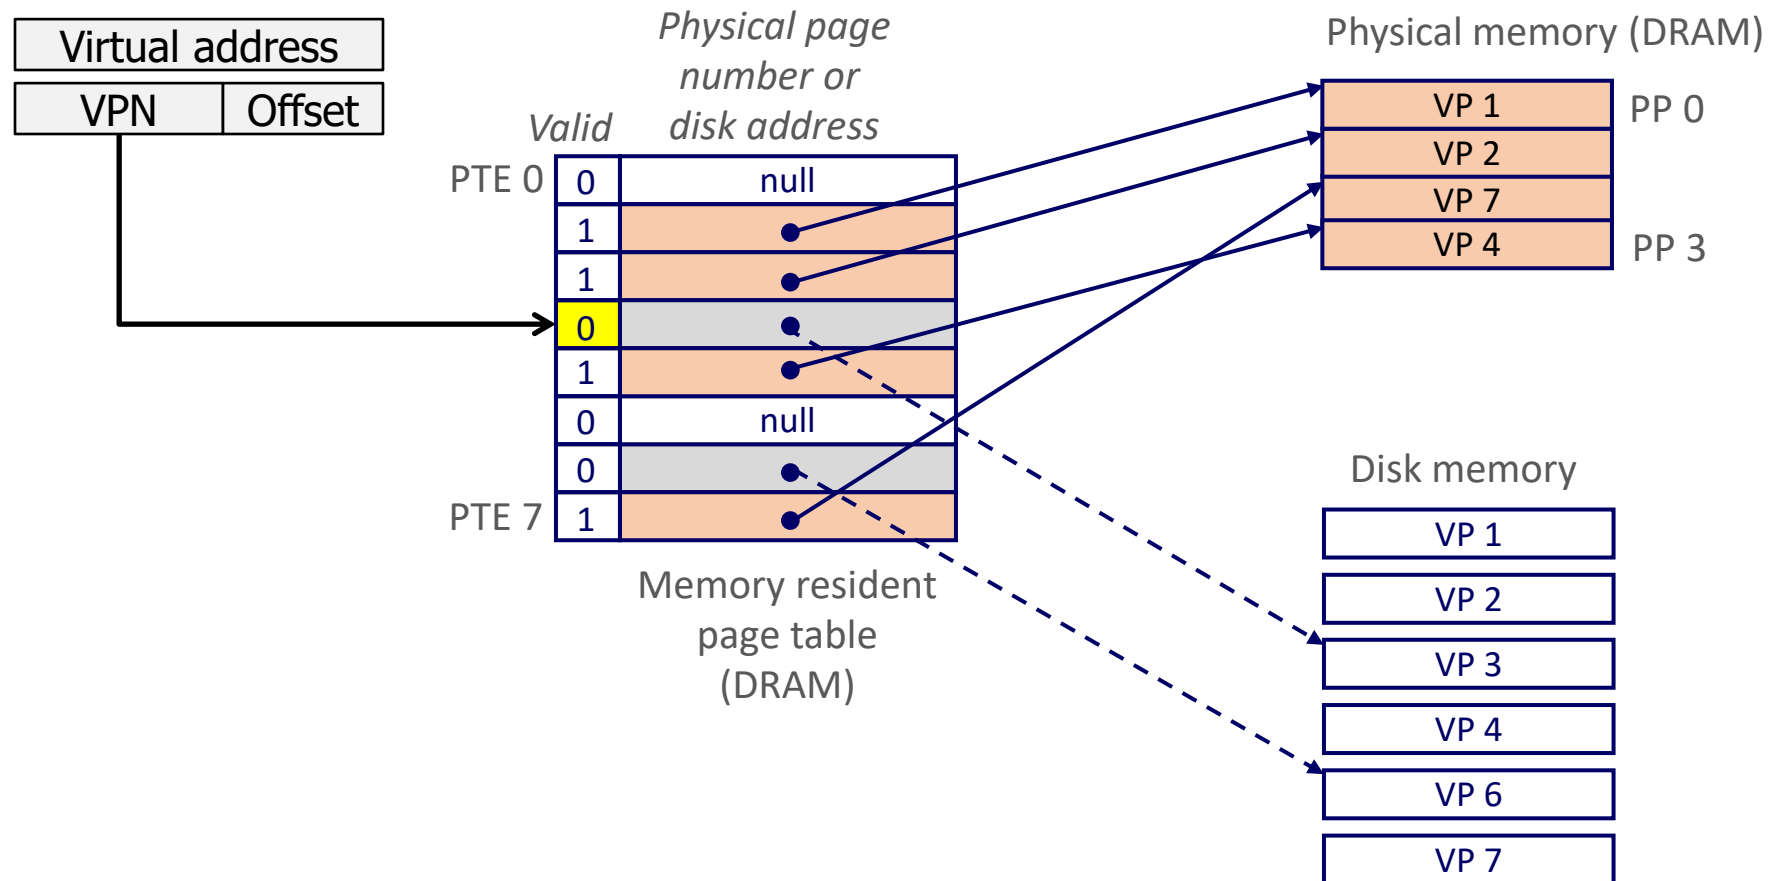 Virtual address
VPN Offset
Physical page
number or
disk address
Valid
PTE 0 0 null
1
1
0
1
0 null
0
PTE 7 1
Memory resident
page table
(DRAM)
Physical memory (DRAM)
VP 1 PP 0
VP 2
VP 7
VP 4 PP 3
Disk memory
VP 1
VP 2
VP 3
VP 4
VP 6
VP 7